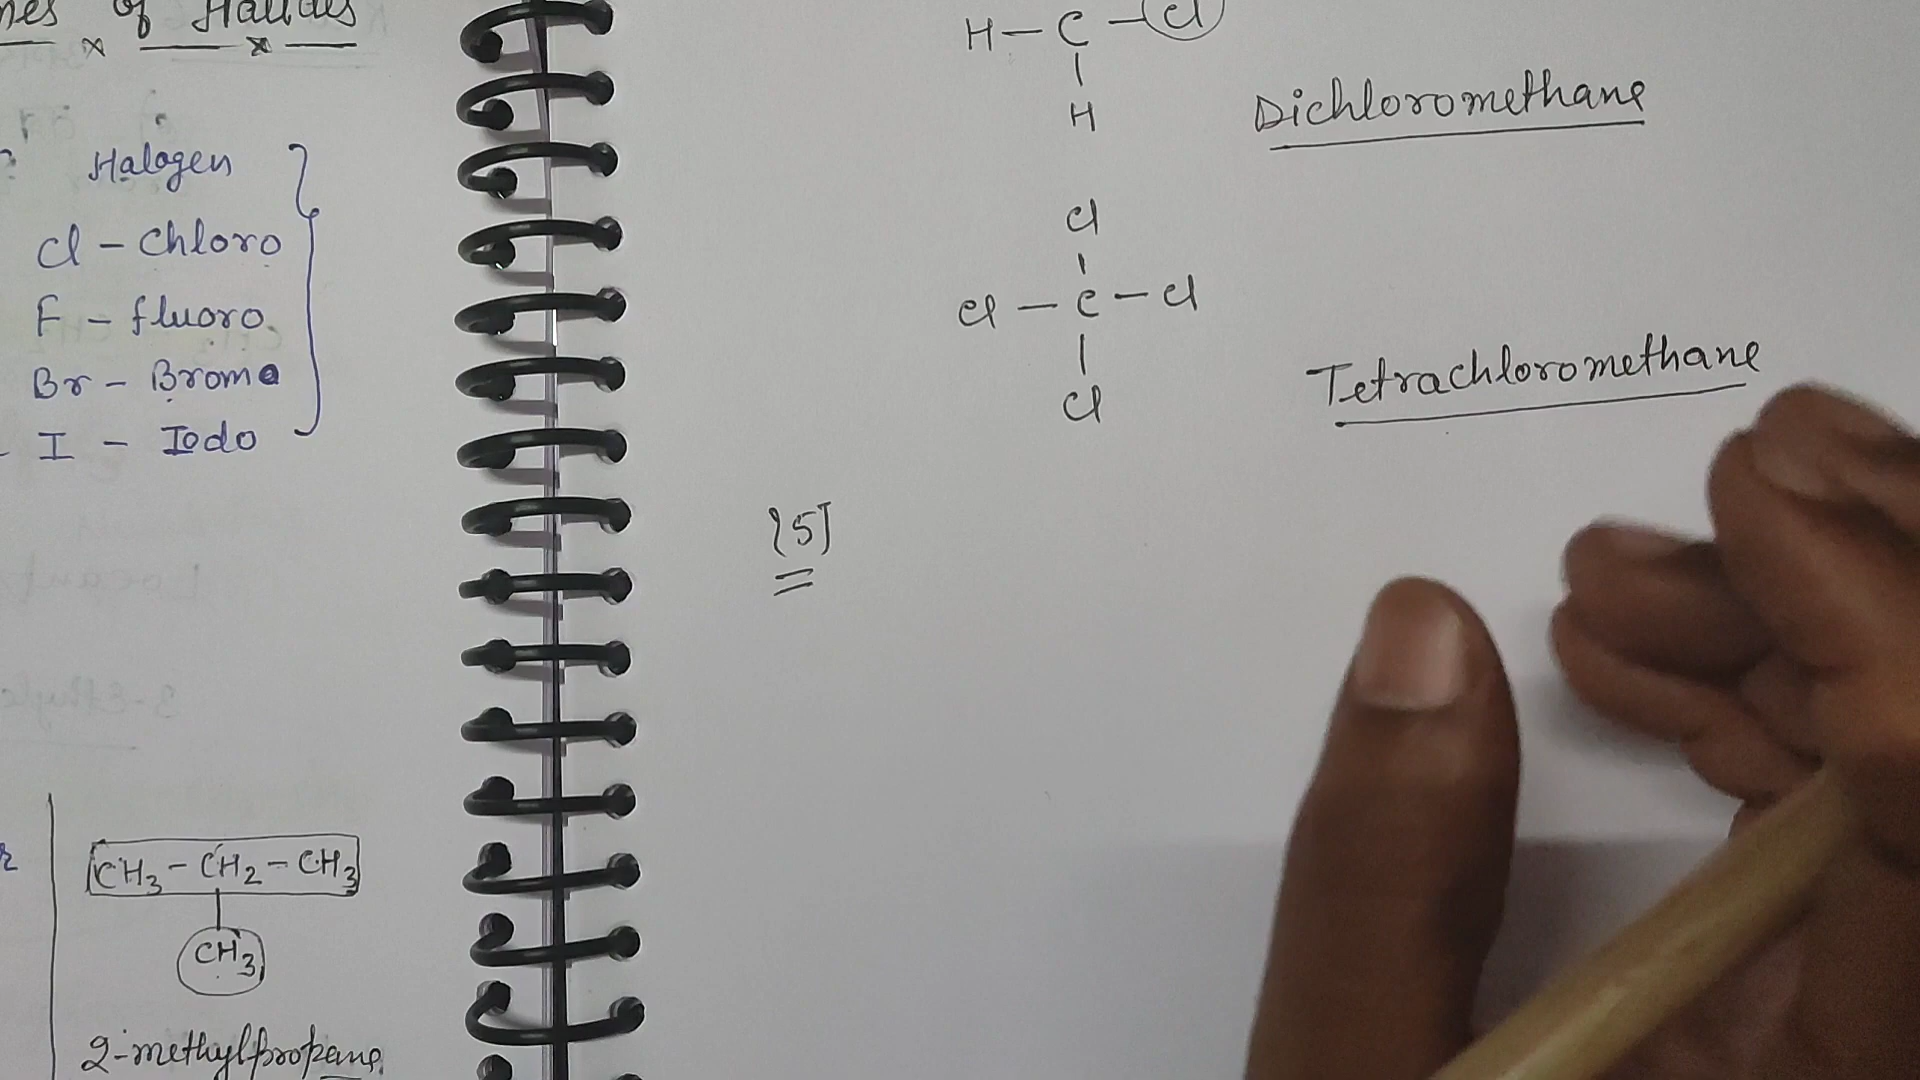 of Halides
Halogen
Cl - Chloro
F - fluoro
Br - Bromo
I - Iodo
CH3 - CH2 - CH3
CH3
2-methylpropane
H - C - Cl
H
Dichloromethane
Cl
Cl - C - Cl
Cl
Tetrachloromethane
[5]